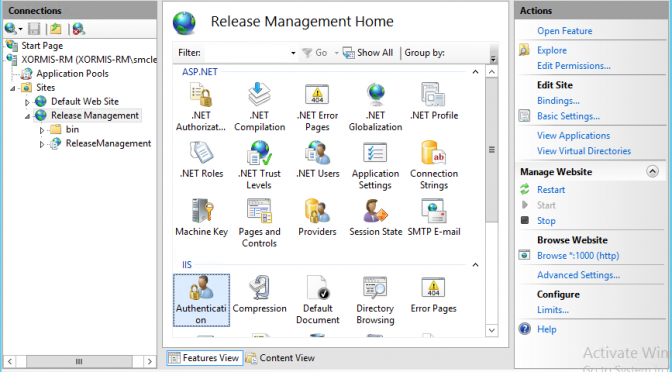 Connections
Start Page
XORMIS-RM (XORMIS-RM\smcle
Application Pools
Sites
Default Web Site
Release Management
bin
ReleaseManagement
Release Management Home
Filter: Go Show All Group by:
ASP.NET
.NET Authorizat... .NET Compilation .NET Error Pages .NET Globalization .NET Profile
.NET Roles .NET Trust Levels .NET Users Application Settings Connection Strings
Machine Key Pages and Controls Providers Session State SMTP E-mail
IIS
Authentication Compression Default Document Directory Browsing Error Pages
Features View Content View
Actions
Open Feature
Explore
Edit Permissions...
Edit Site
Bindings...
Basic Settings...
View Applications
View Virtual Directories
Manage Website
Restart
Start
Stop
Browse Website
Browse *:1000 (http)
Advanced Settings...
Configure
Limits...
Help
Activate Win